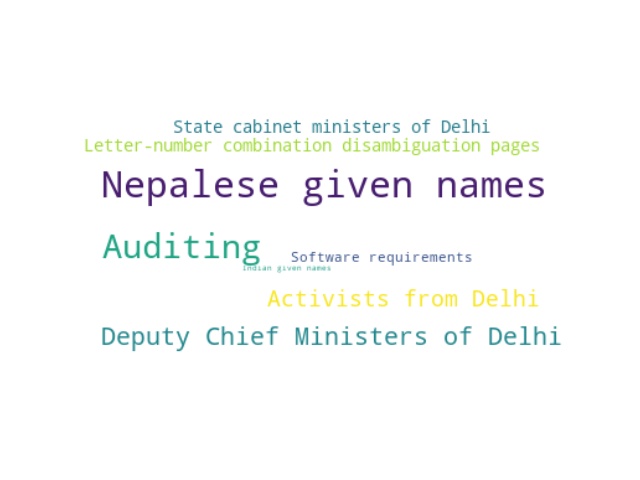 State cabinet ministers of Delhi
Letter-number combination disambiguation pages
Nepalese given names
Auditing
Software requirements
Indian given names
Activists from Delhi
Deputy Chief Ministers of Delhi